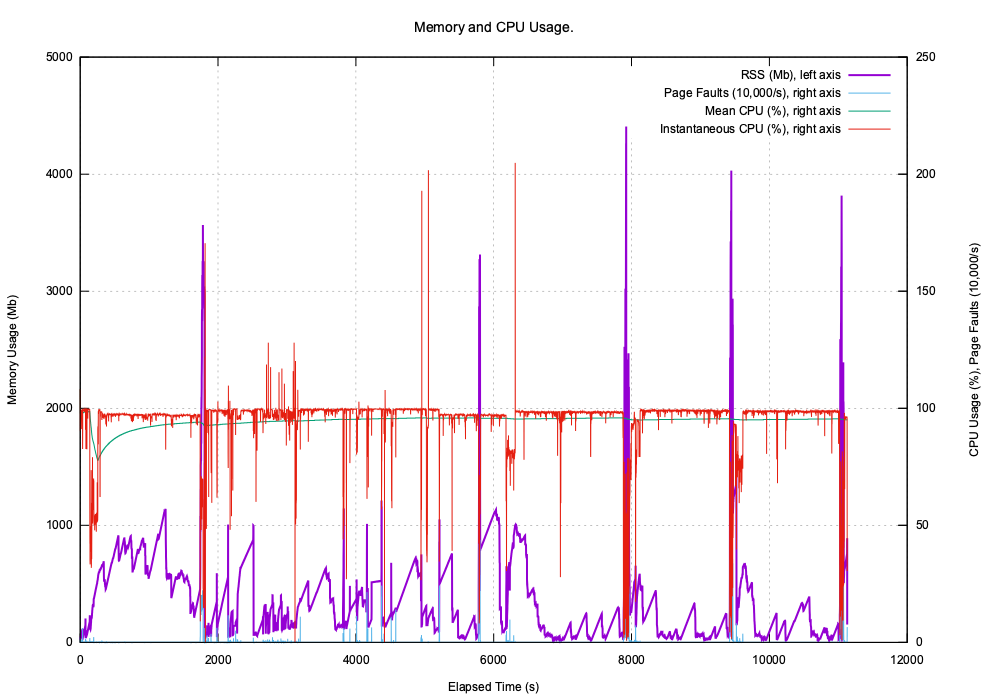 Memory and CPU Usage.
RSS (Mb), left axis
Page Faults (10,000/s), right axis
Mean CPU (%), right axis
Instantaneous CPU (%), right axis
5000
4000
3000
2000
1000
0
Memory Usage (Mb)
250
200
150
100
50
0
CPU Usage (%), Page Faults (10,000/s)
0
2000
4000
6000
8000
10000
12000
Elapsed Time (s)